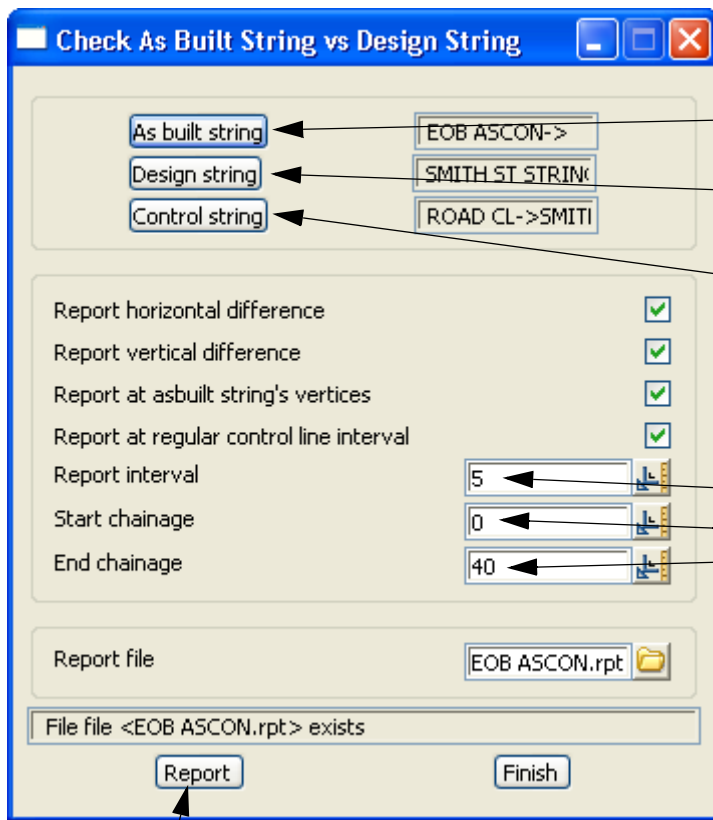 Check As Built String vs Design String
As built string EOB ASCON->
Design string SMITH ST STRING
Control string ROAD CL->SMITI
Report horizontal difference
Report vertical difference
Report at asbuilt string's vertices
Report at regular control line interval
Report interval 5
Start chainage 0
End chainage 40
Report file EOB ASCON.rpt
File file <EOB ASCON.rpt> exists
Report Finish